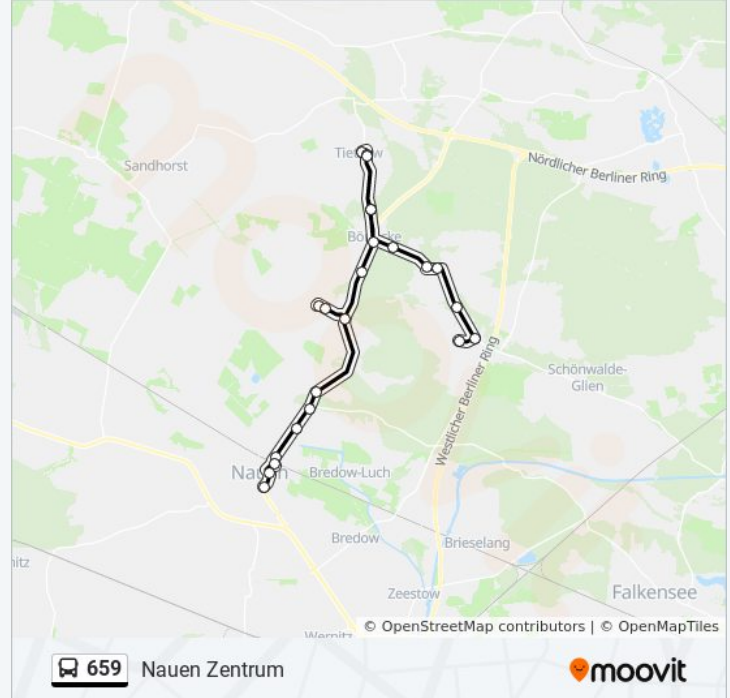 Sandhorst
Nördlicher Berliner Ring
Schönwalde-
Glien
Westlicher Berliner Ring
Bredow-Luch
Bredow
Brieselang
Zeestow
Falkensee
Wernitz
© OpenStreetMap contributors | © OpenMapTiles
659 Nauen Zentrum
moovit